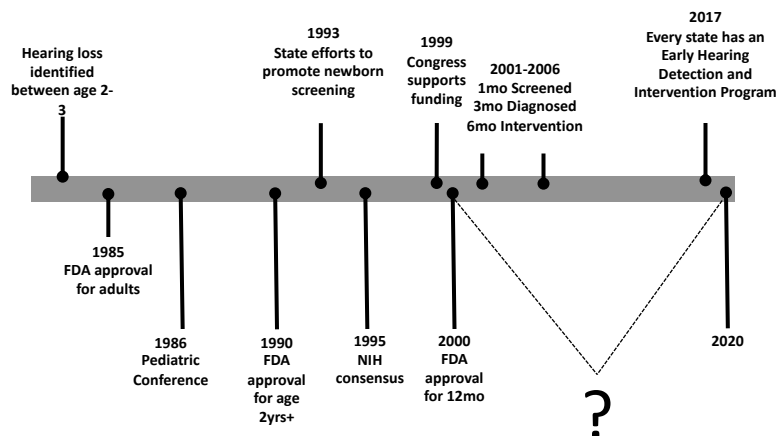 Hearing loss
identified
between age 2-
3
1993
State efforts to
promote newborn
screening
1999
Congress
supports
funding
2001-2006
1mo Screened
3mo Diagnosed
6mo Intervention
2017
Every state has an
Early Hearing
Detection and
Intervention Program
1985
FDA approval
for adults
1986
Pediatric
Conference
1990
FDA
approval
for age
2yrs+
1995
NIH
consensus
2000
FDA
approval
for 12mo
2020
?